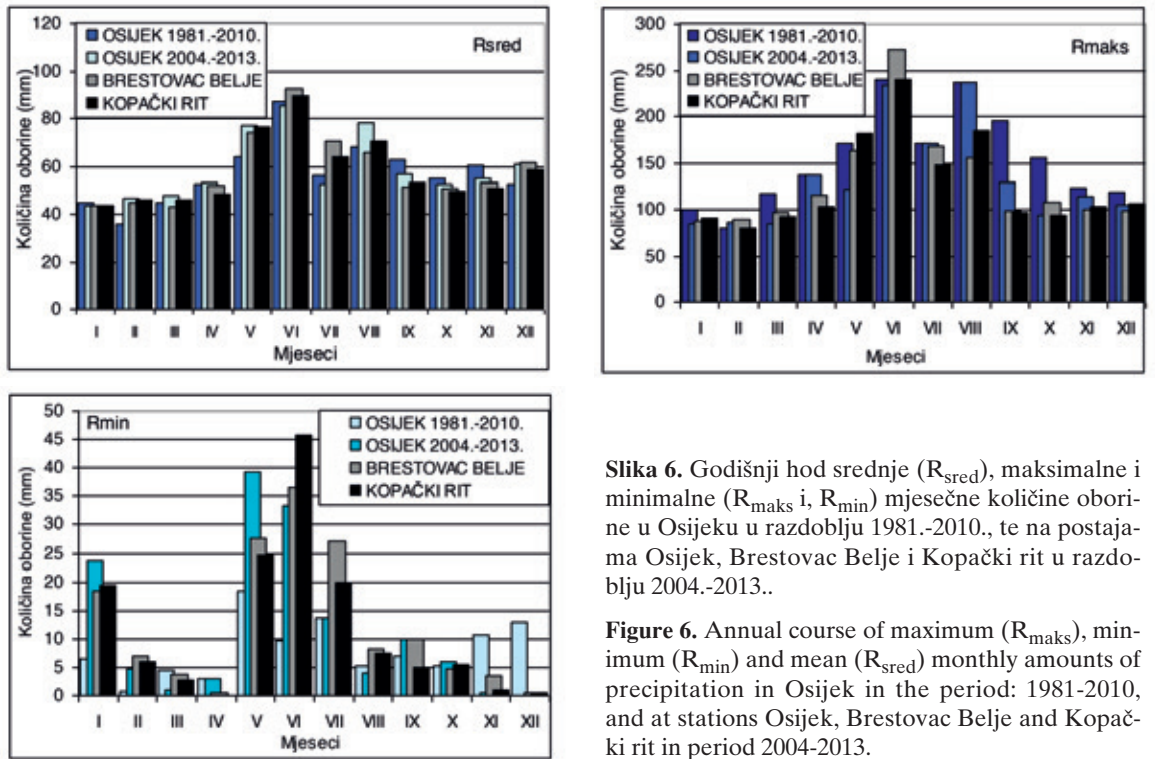 120
100
80
60
40
20
0
Količina oborine (mm)
OSIJEK 1981.-2010.
OSIJEK 2004.-2013.
BRESTOVAC BELJE
KOPAČKI RIT
Rsred
I II III IV V VI VII VIII IX X XI XII
Mjeseci
300
250
200
150
100
50
0
Količina oborine (mm)
OSIJEK 1981.-2010.
OSIJEK 2004.-2013.
BRESTOVAC BELJE
KOPAČKI RIT
Rmaks
I II III IV V VI VII VIII IX X XI XII
Mjeseci
50
45
40
35
30
25
20
15
10
5
0
Količina oborine (mm)
Rmin
OSIJEK 1981.-2010.
OSIJEK 2004.-2013.
BRESTOVAC BELJE
KOPAČKI RIT
I II III IV V VI VII VIII IX X XI XII
Mjeseci
Slika 6. Godišnji hod srednje (Rsred), maksimalne i
minimalne (Rmaks i, Rmin) mjesečne količine obori-
ne u Osijeku u razdoblju 1981.-2010., te na postaja-
ma Osijek, Brestovac Belje i Kopački rit u razdo-
blju 2004.-2013..
Figure 6. Annual course of maximum (Rmaks), min-
imum (Rmin) and mean (Rsred) monthly amounts of
precipitation in Osijek in the period: 1981-2010,
and at stations Osijek, Brestovac Belje and Kopač-
ki rit in period 2004-2013.